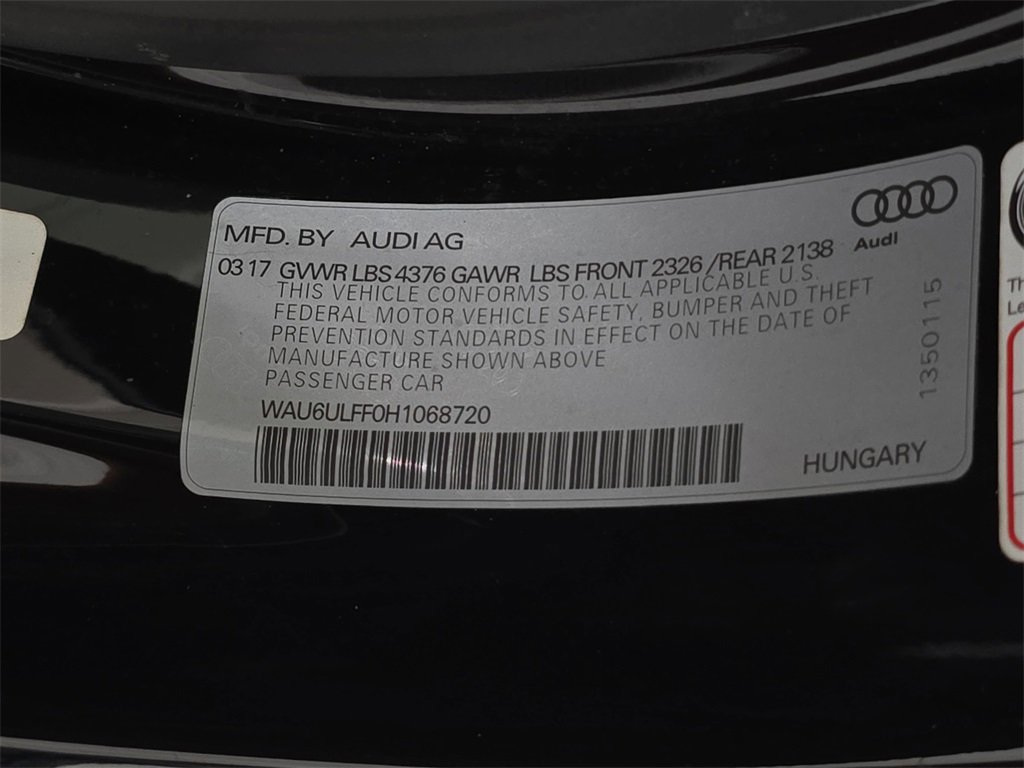 MFD. BY AUDI AG
Audi
03 17 GVWR LBS 4376 GAWR LBS FRONT 2326 /REAR 2138
THIS VEHICLE CONFORMS TO ALL APPLICABLE U.S.
FEDERAL MOTOR VEHICLE SAFETY, BUMPER AND THEFT
PREVENTION STANDARDS IN EFFECT ON THE DATE OF
MANUFACTURE SHOWN ABOVE
PASSENGER CAR
WAU6ULFF0H1068720
HUNGARY
1350115
Th
Le